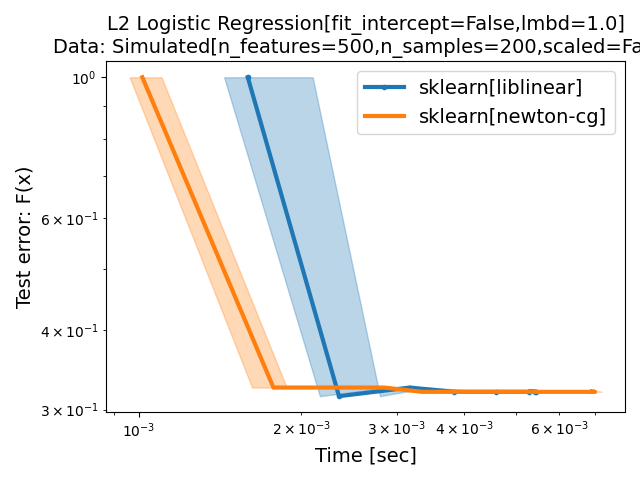 L2 Logistic Regression[fit_intercept=False,lmbd=1.0]
Data: Simulated[n_features=500,n_samples=200,scaled=Fa
sklearn[liblinear]
sklearn[newton-cg]
Test error: F(x)
10⁰
6 × 10⁻¹
4 × 10⁻¹
3 × 10⁻¹
10⁻³
2 × 10⁻³
3 × 10⁻³
4 × 10⁻³
6 × 10⁻³
Time [sec]